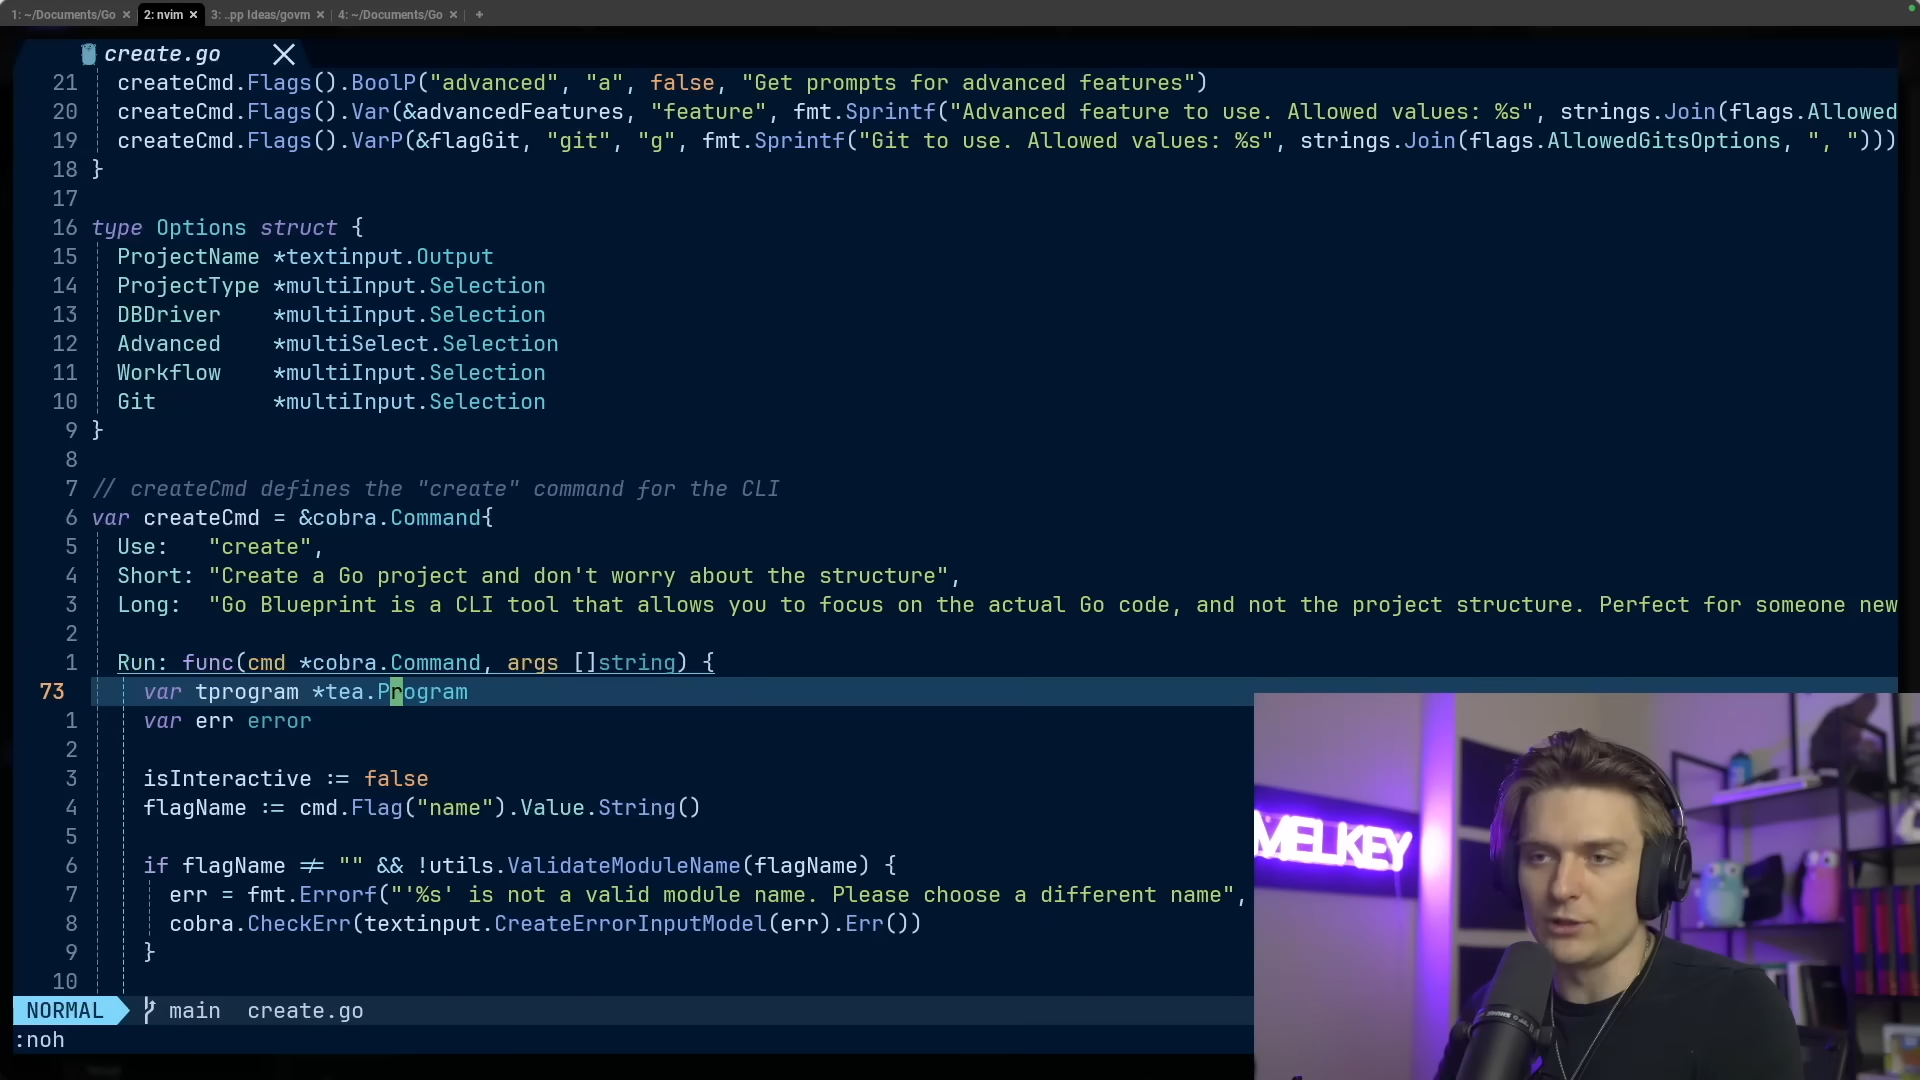 1: ~/Documents/Go × 2: nvim × 3: ..pp Ideas/govm × 4: ~/Documents/Go × +
create.go
21 createCmd.Flags().BoolP("advanced", "a", false, "Get prompts for advanced features")
20 createCmd.Flags().Var(&advancedFeatures, "feature", fmt.Sprintf("Advanced feature to use. Allowed values: %s", strings.Join(flags.Allowed
19 createCmd.Flags().VarP(&flagGit, "git", "g", fmt.Sprintf("Git to use. Allowed values: %s", strings.Join(flags.AllowedGitsOptions, ", ")))
18 }
17
16 type Options struct {
15 ProjectName *textinput.Output
14 ProjectType *multiInput.Selection
13 DBDriver *multiInput.Selection
12 Advanced *multiSelect.Selection
11 Workflow *multiInput.Selection
10 Git *multiInput.Selection
9 }
8
7 // createCmd defines the "create" command for the CLI
6 var createCmd = &cobra.Command{
5 Use: "create",
4 Short: "Create a Go project and don't worry about the structure",
3 Long: "Go Blueprint is a CLI tool that allows you to focus on the actual Go code, and not the project structure. Perfect for someone new
2
1 Run: func(cmd *cobra.Command, args []string) {
73 var tprogram *tea.Program
1 var err error
2
3 isInteractive := false
4 flagName := cmd.Flag("name").Value.String()
5
6 if flagName != "" && !utils.ValidateModuleName(flagName) {
7 err = fmt.Errorf("'%s' is not a valid module name. Please choose a different name",
8 cobra.CheckErr(textinput.CreateErrorInputModel(err).Err())
9 }
10
NORMAL main create.go
:noh
MELKEY